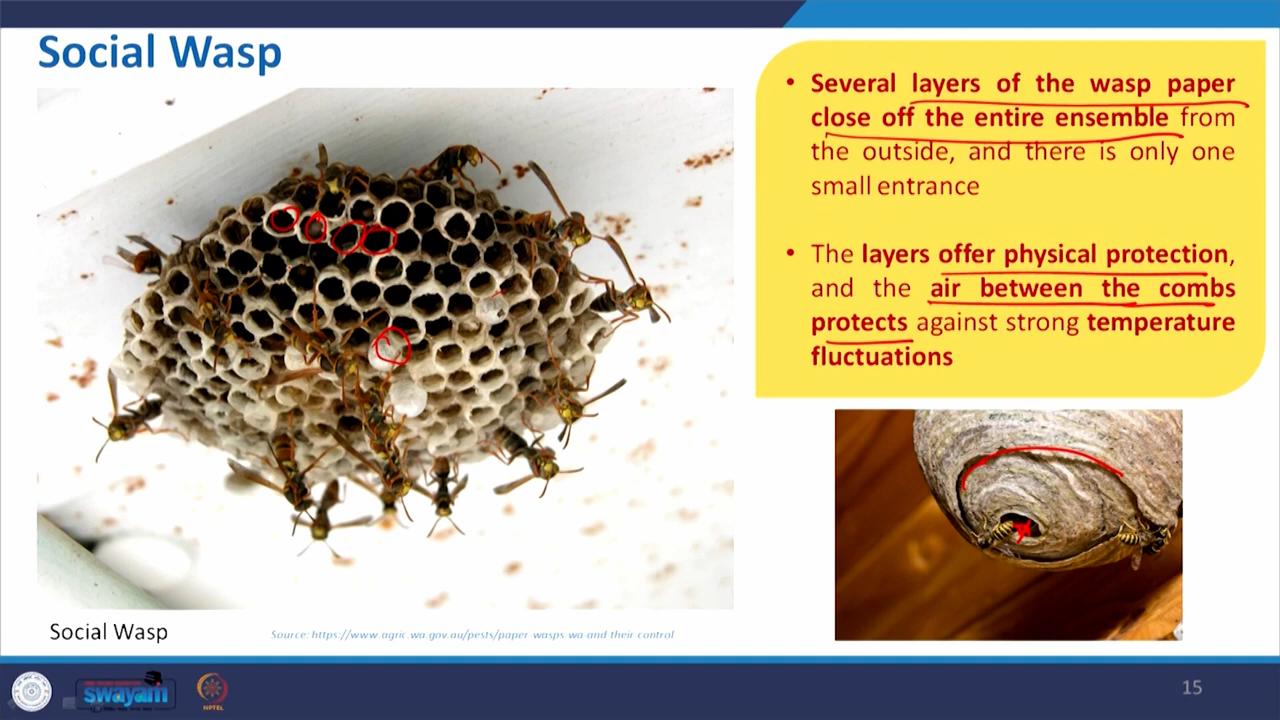 Social Wasp
• Several layers of the wasp paper
close off the entire ensemble from
the outside, and there is only one
small entrance
• The layers offer physical protection,
and the air between the combs
protects against strong temperature
fluctuations
Social Wasp
Source: https://www.agric.wa.gov.au/pests/paper-wasps-wa-and-their-control
swayam
NPTEL
15